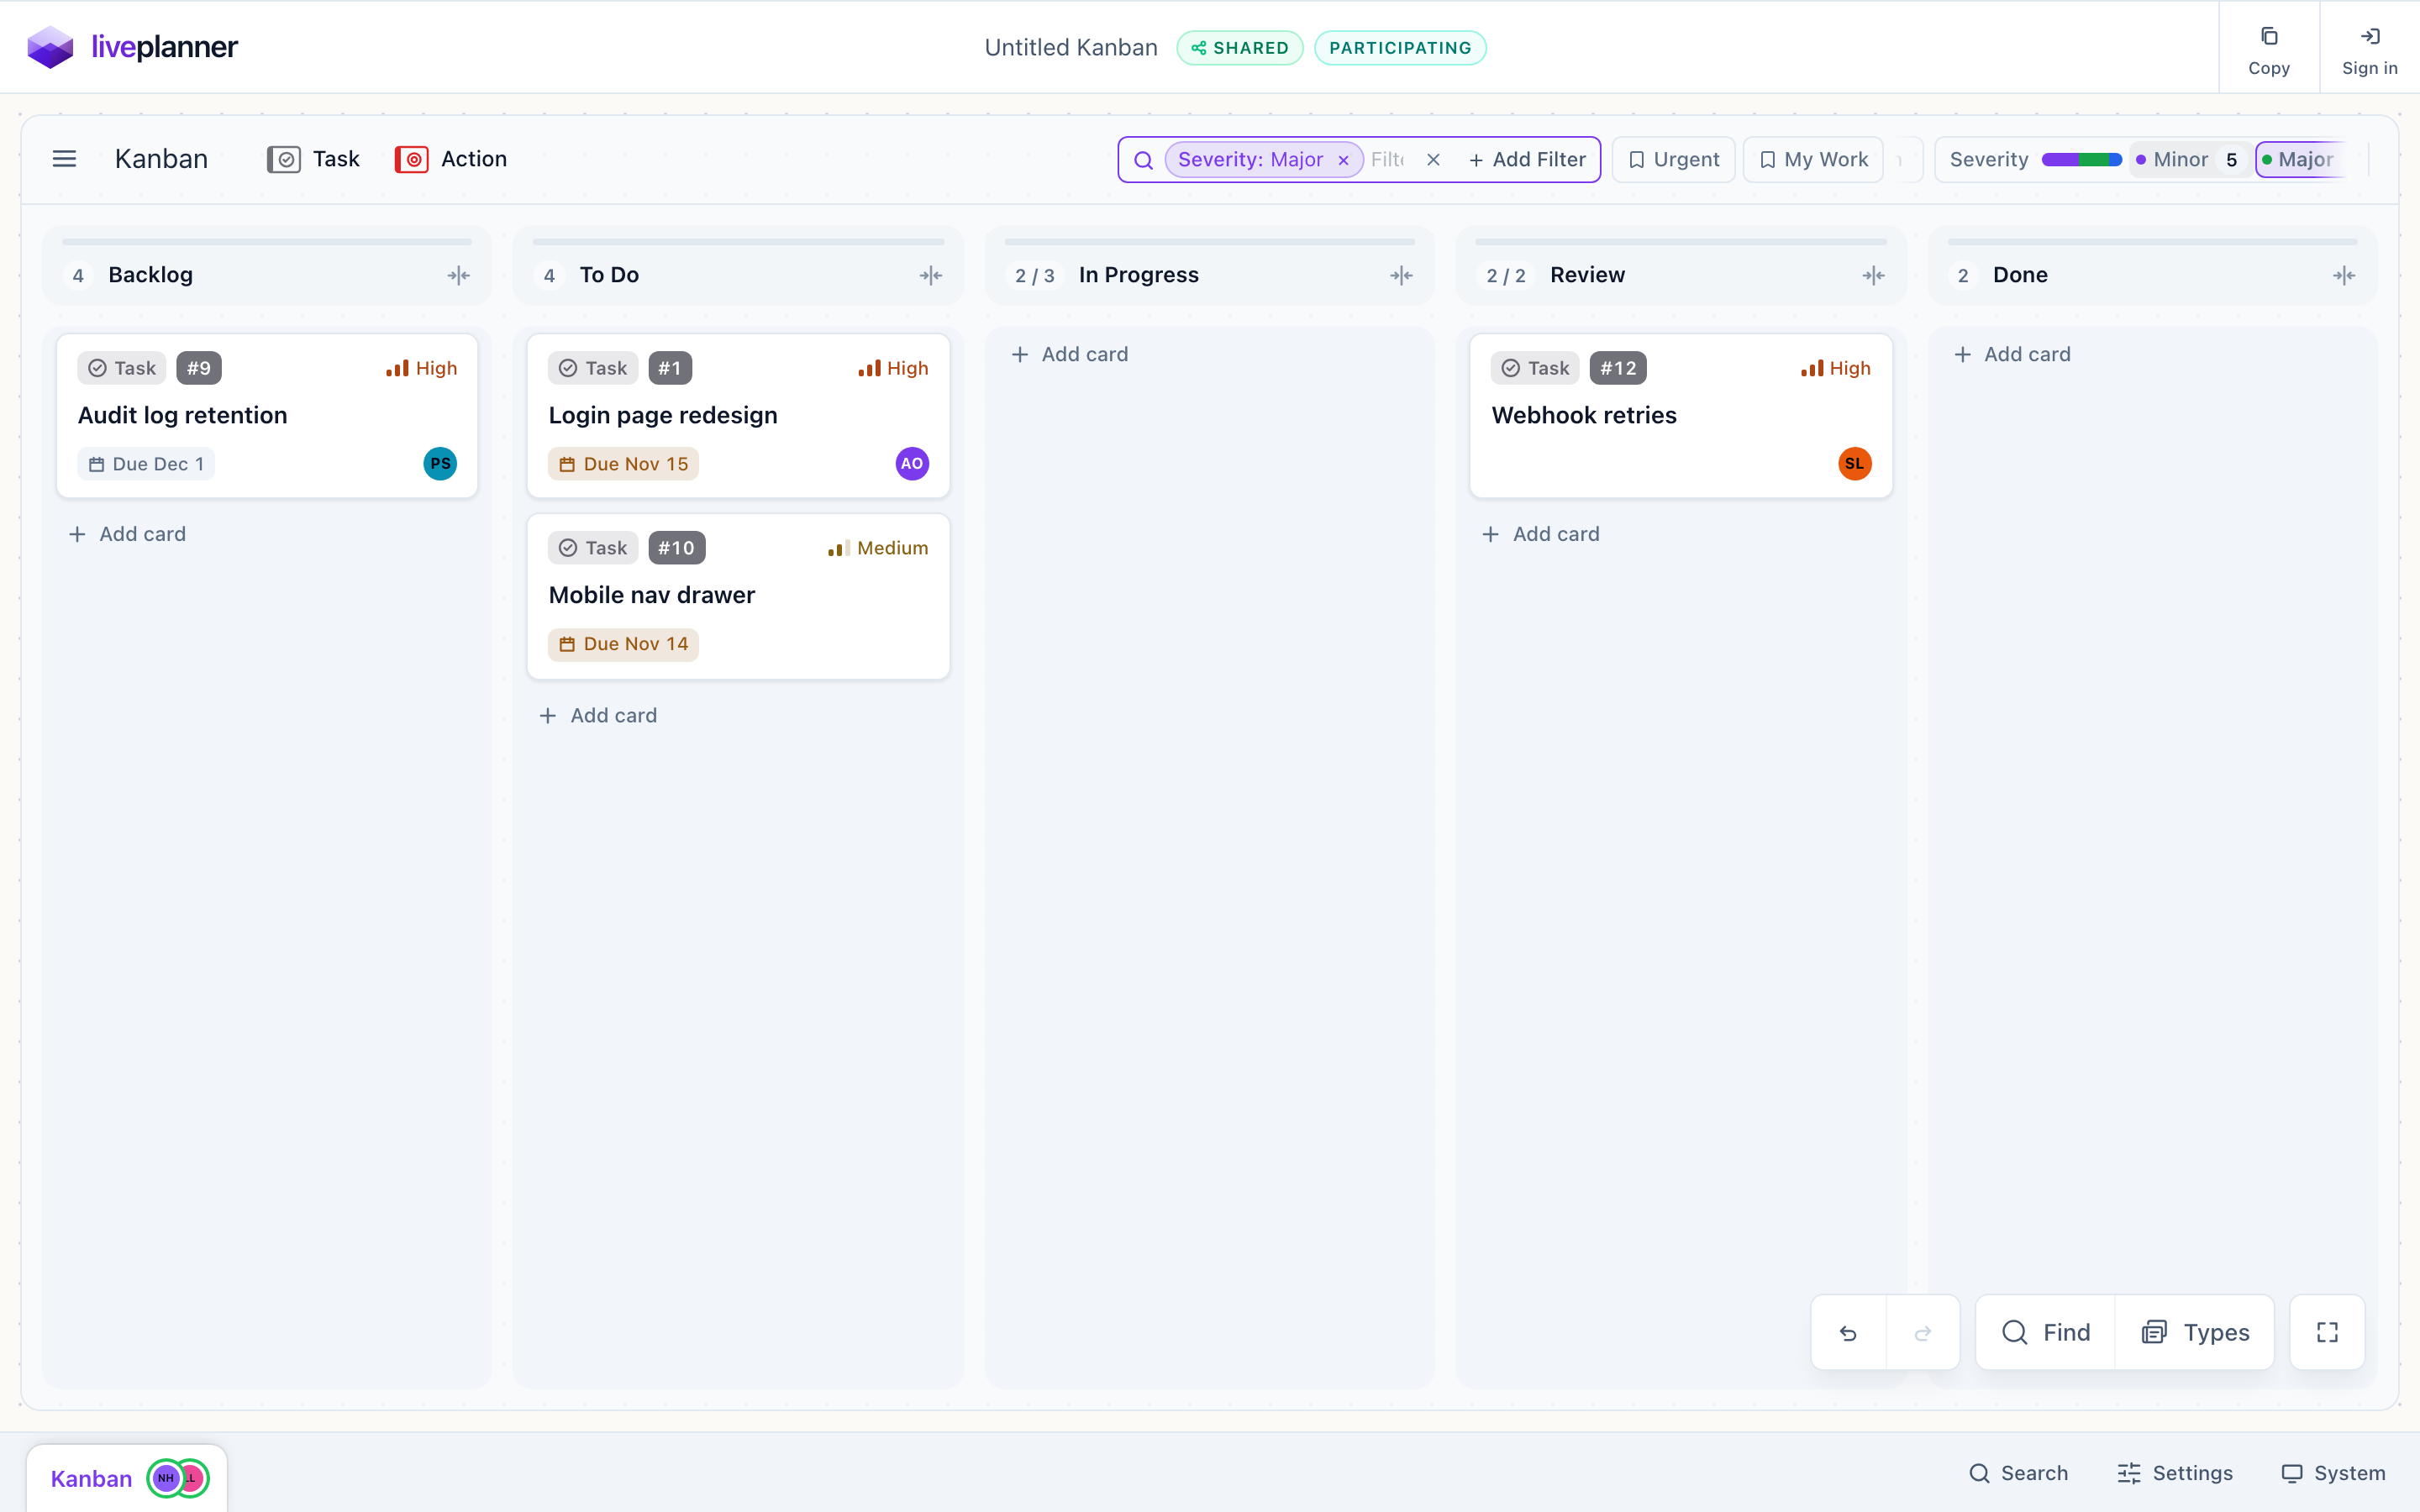 liveplanner
Untitled Kanban SHARED PARTICIPATING
Copy
Sign in
Kanban Task Action
Severity: Major × Filte + Add Filter Urgent My Work Severity Minor 5 Major
4 Backlog
4 To Do
2 / 3 In Progress
2 / 2 Review
2 Done
Task #9 High
Audit log retention
Due Dec 1 PS
+ Add card
Task #1 High
Login page redesign
Due Nov 15 AO
Task #10 Medium
Mobile nav drawer
Due Nov 14
+ Add card
+ Add card
Task #12 High
Webhook retries
SL
+ Add card
+ Add card
Find Types
Kanban NH LL
Search Settings System